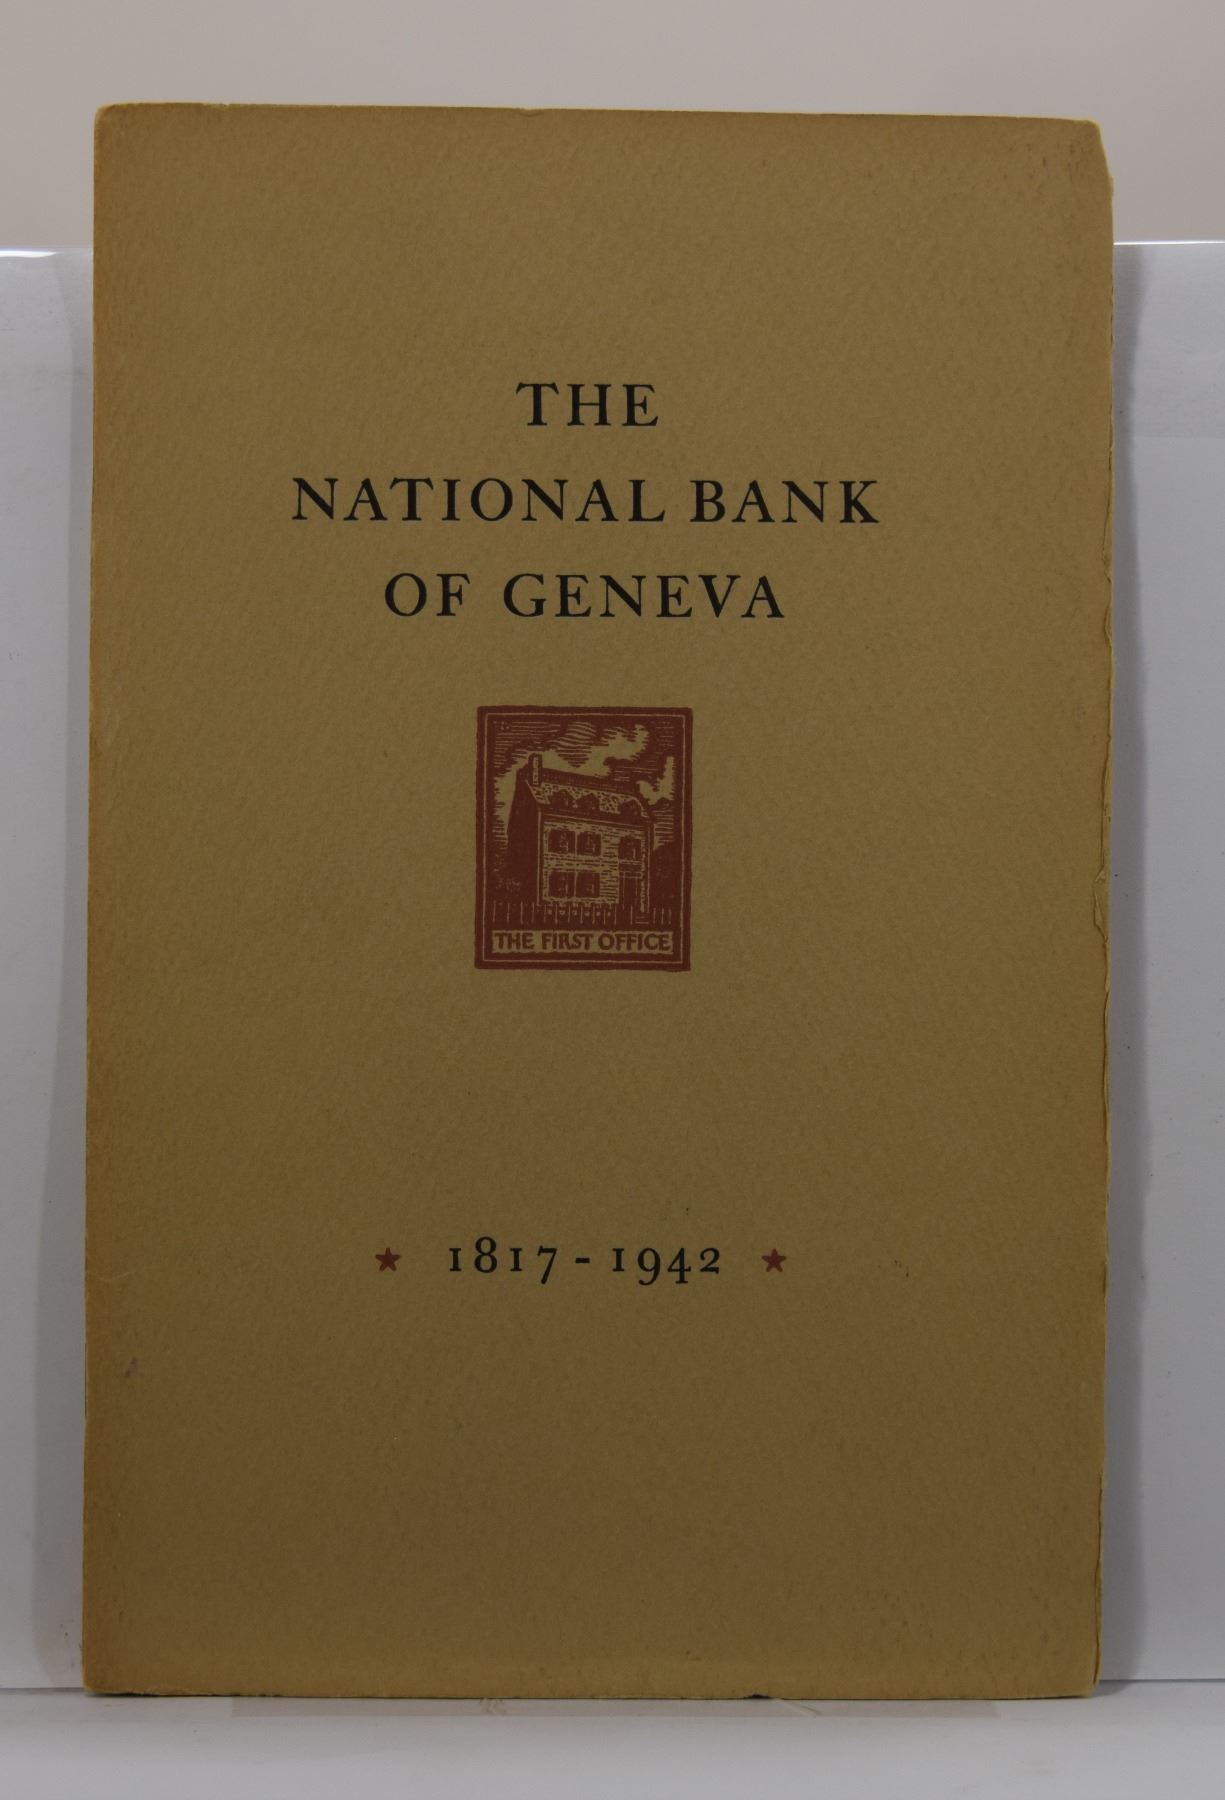 THE
NATIONAL BANK
OF GENEVA
THE FIRST OFFICE
★ 1817-1942 ★